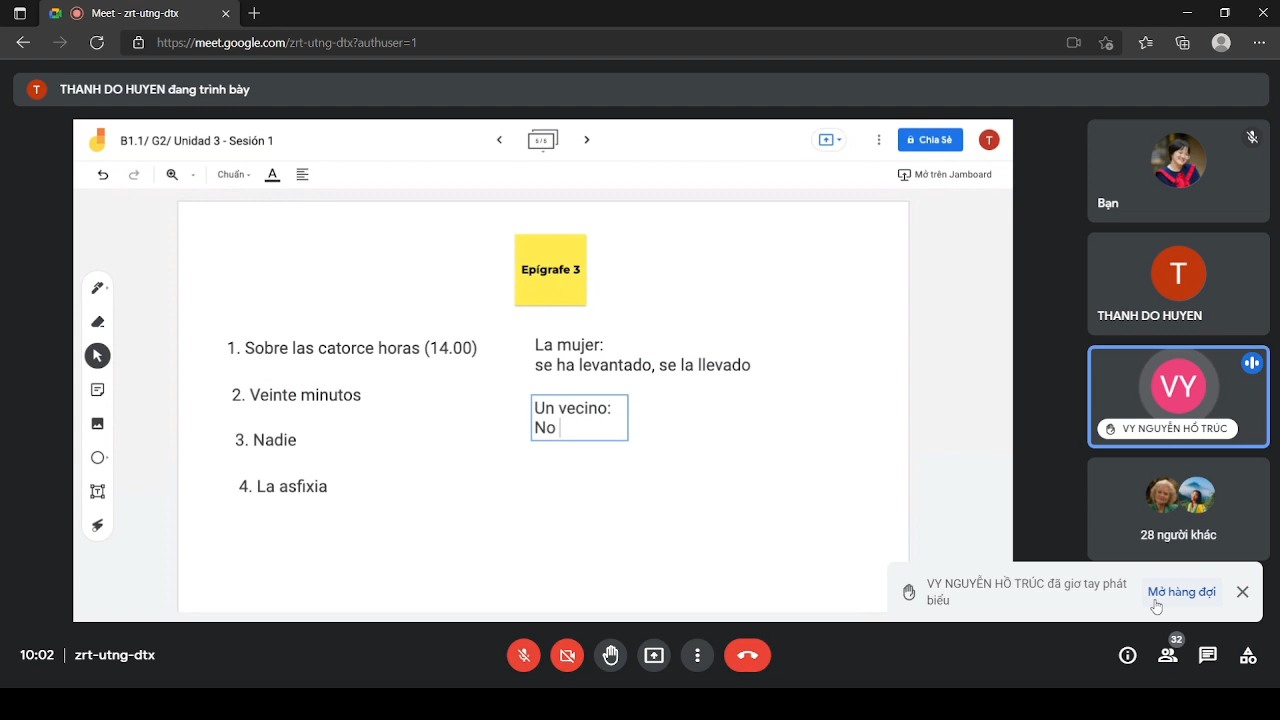 Meet - zrt-utng-dtx
https://meet.google.com/zrt-utng-dtx?authuser=1
T THANH DO HUYEN đang trình bày
B1.1/ G2/ Unidad 3 - Sesión 1
5 / 5
Chia Sẻ
T
Chuẩn
A
Mở trên Jamboard
Epígrafe 3
1. Sobre las catorce horas (14.00)
2. Veinte minutos
3. Nadie
4. La asfixia
La mujer:
se ha levantado, se la llevado
Un vecino:
No
Bạn
T
THANH DO HUYEN
VY
VY NGUYỄN HỒ TRÚC
28 người khác
VY NGUYỄN HỒ TRÚC đã giơ tay phát
biểu
Mở hàng đợi
10:02 | zrt-utng-dtx
32